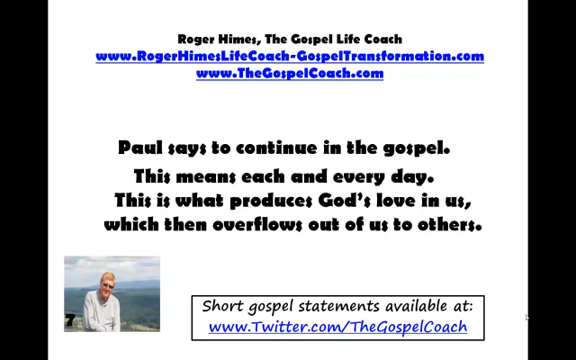 Roger Himes, The Gospel Life Coach
www.RogerHimesLifeCoach-GospelTransformation.com
www.TheGospelCoach.com
Paul says to continue in the gospel.
This means each and every day.
This is what produces God's love in us,
which then overflows out of us to others.
7
Short gospel statements available at:
www.Twitter.com/TheGospelCoach